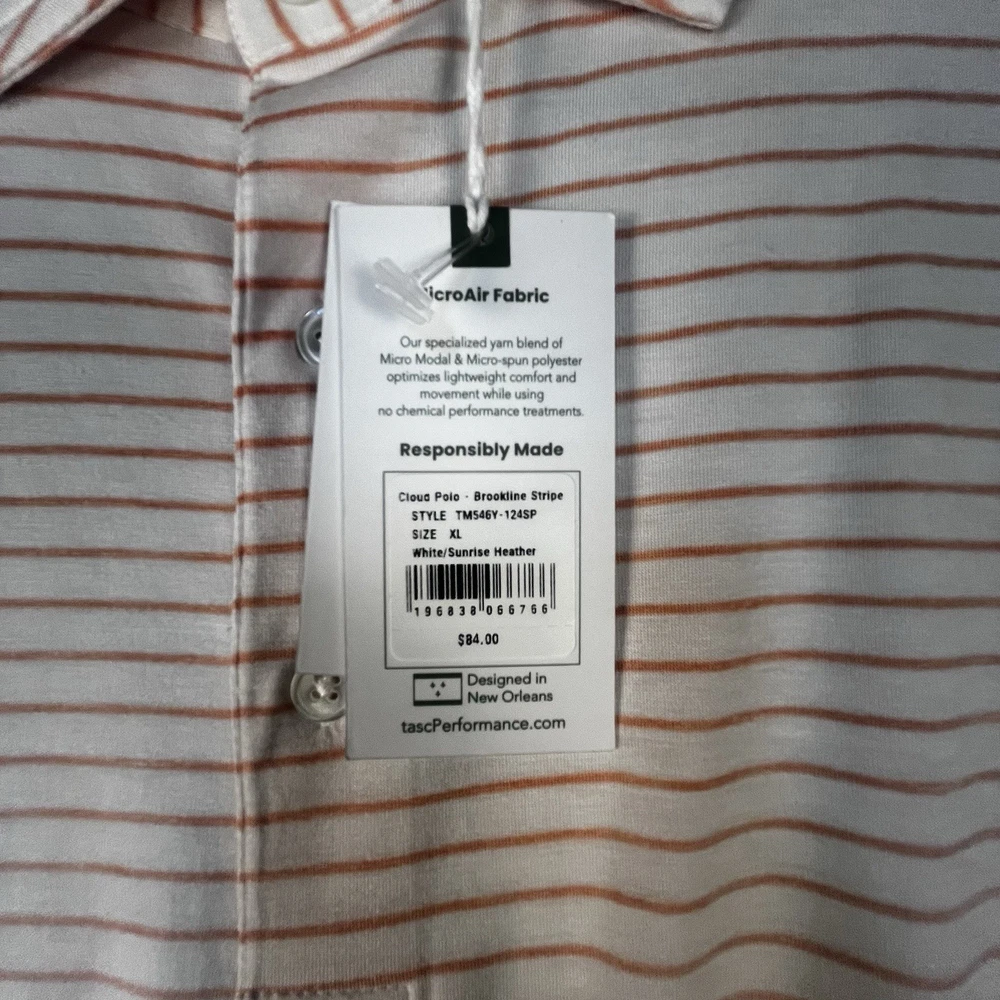 icroAir Fabric
Our specialized yarn blend of
Micro Modal & Micro-spun polyester
optimizes lightweight comfort and
movement while using
no chemical performance treatments.
Responsibly Made
Cloud Polo - Brookline Stripe
STYLE TM546Y-124SP
SIZE XL
White/Sunrise Heather
196838 066766
$84.00
Designed in
New Orleans
tascPerformance.com